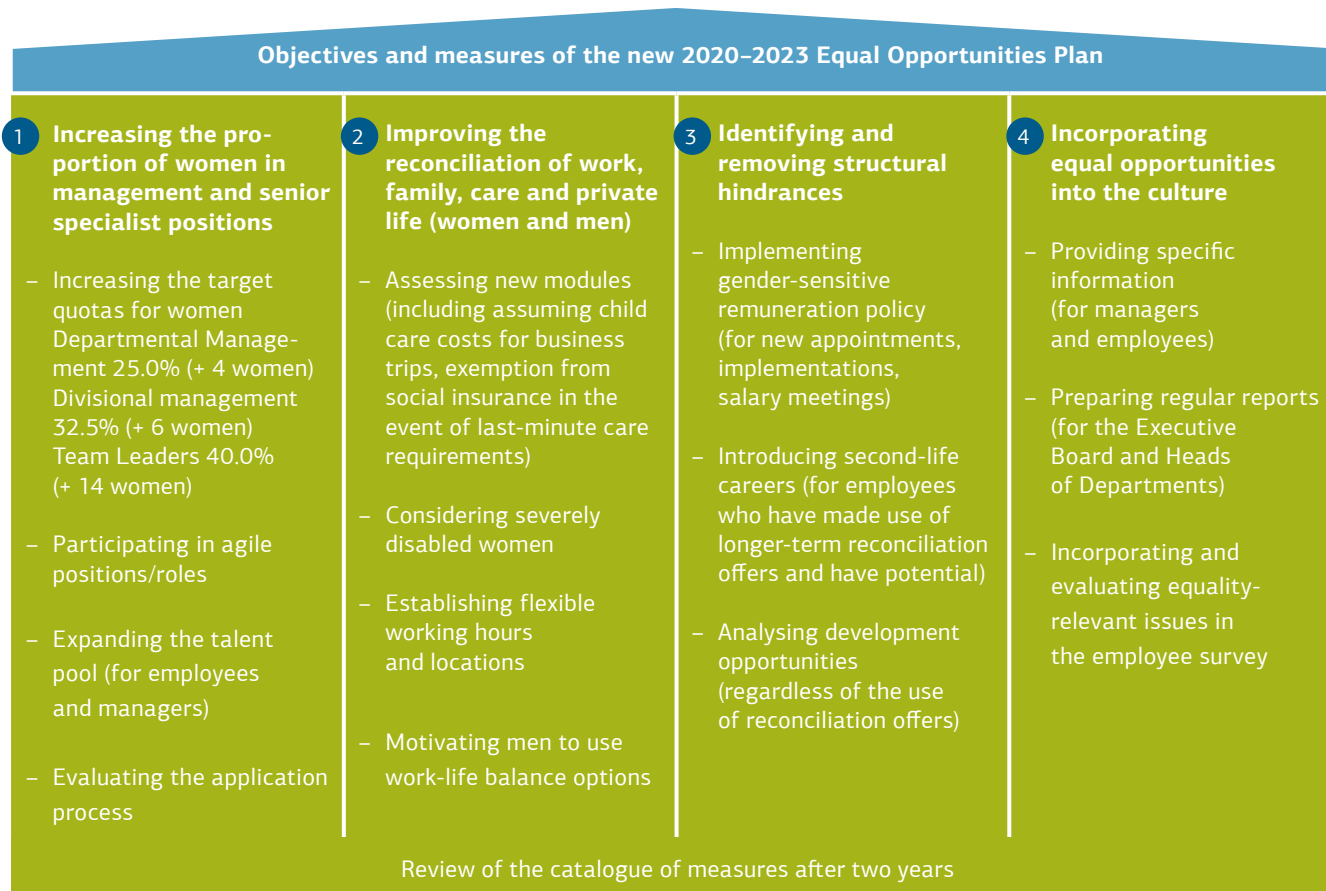 Objectives and measures of the new 2020–2023 Equal Opportunities Plan
1
Increasing the pro-
portion of women in
management and senior
specialist positions
– Increasing the target
quotas for women
Departmental Manage-
ment 25.0% (+ 4 women)
Divisional management
32.5% (+ 6 women)
Team Leaders 40.0%
(+ 14 women)
– Participating in agile
positions/roles
– Expanding the talent
pool (for employees
and managers)
– Evaluating the application
process
2
Improving the
reconciliation of work,
family, care and private
life (women and men)
– Assessing new modules
(including assuming child
care costs for business
trips, exemption from
social insurance in the
event of last-minute care
requirements)
– Considering severely
disabled women
– Establishing flexible
working hours
and locations
– Motivating men to use
work-life balance options
3
Identifying and
removing structural
hindrances
– Implementing
gender-sensitive
remuneration policy
(for new appointments,
implementations,
salary meetings)
– Introducing second-life
careers (for employees
who have made use of
longer-term reconciliation
offers and have potential)
– Analysing development
opportunities
(regardless of the use
of reconciliation offers)
4
Incorporating
equal opportunities
into the culture
– Providing specific
information
(for managers
and employees)
– Preparing regular reports
(for the Executive
Board and Heads
of Departments)
– Incorporating and
evaluating equality-
relevant issues in
the employee survey
Review of the catalogue of measures after two years